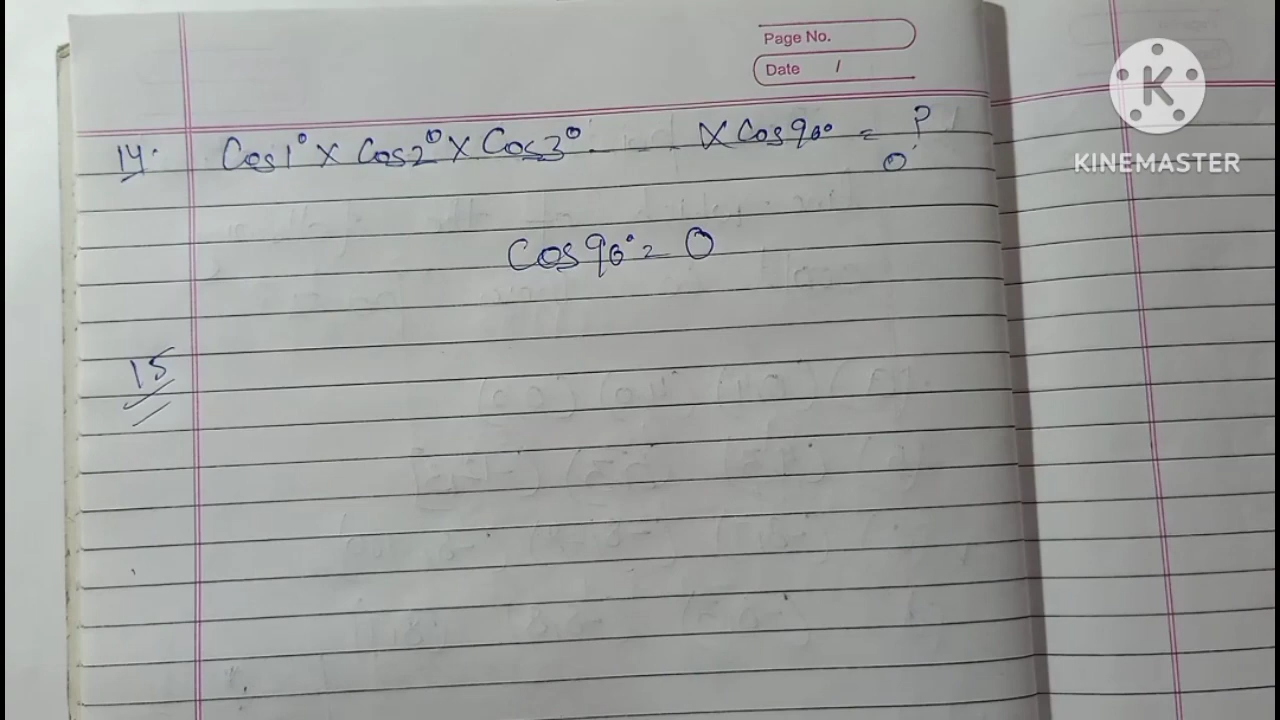 Page No.
Date /
14. Cos1° × Cos2° × Cos3° - - - - × Cos90° = ?
0
Cos90° = 0
15
K
KINEMASTER